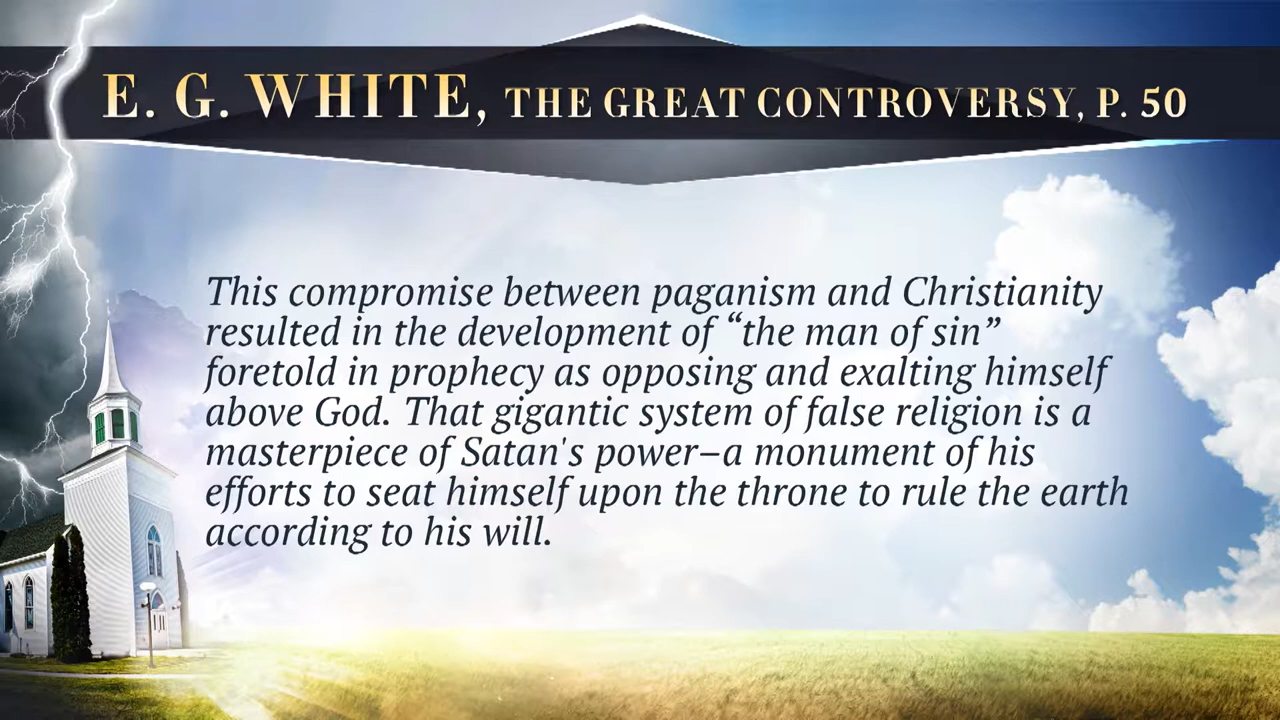 E. G. WHITE, THE GREAT CONTROVERSY, P. 50
This compromise between paganism and Christianity
resulted in the development of “the man of sin”
foretold in prophecy as opposing and exalting himself
above God. That gigantic system of false religion is a
masterpiece of Satan's power–a monument of his
efforts to seat himself upon the throne to rule the earth
according to his will.